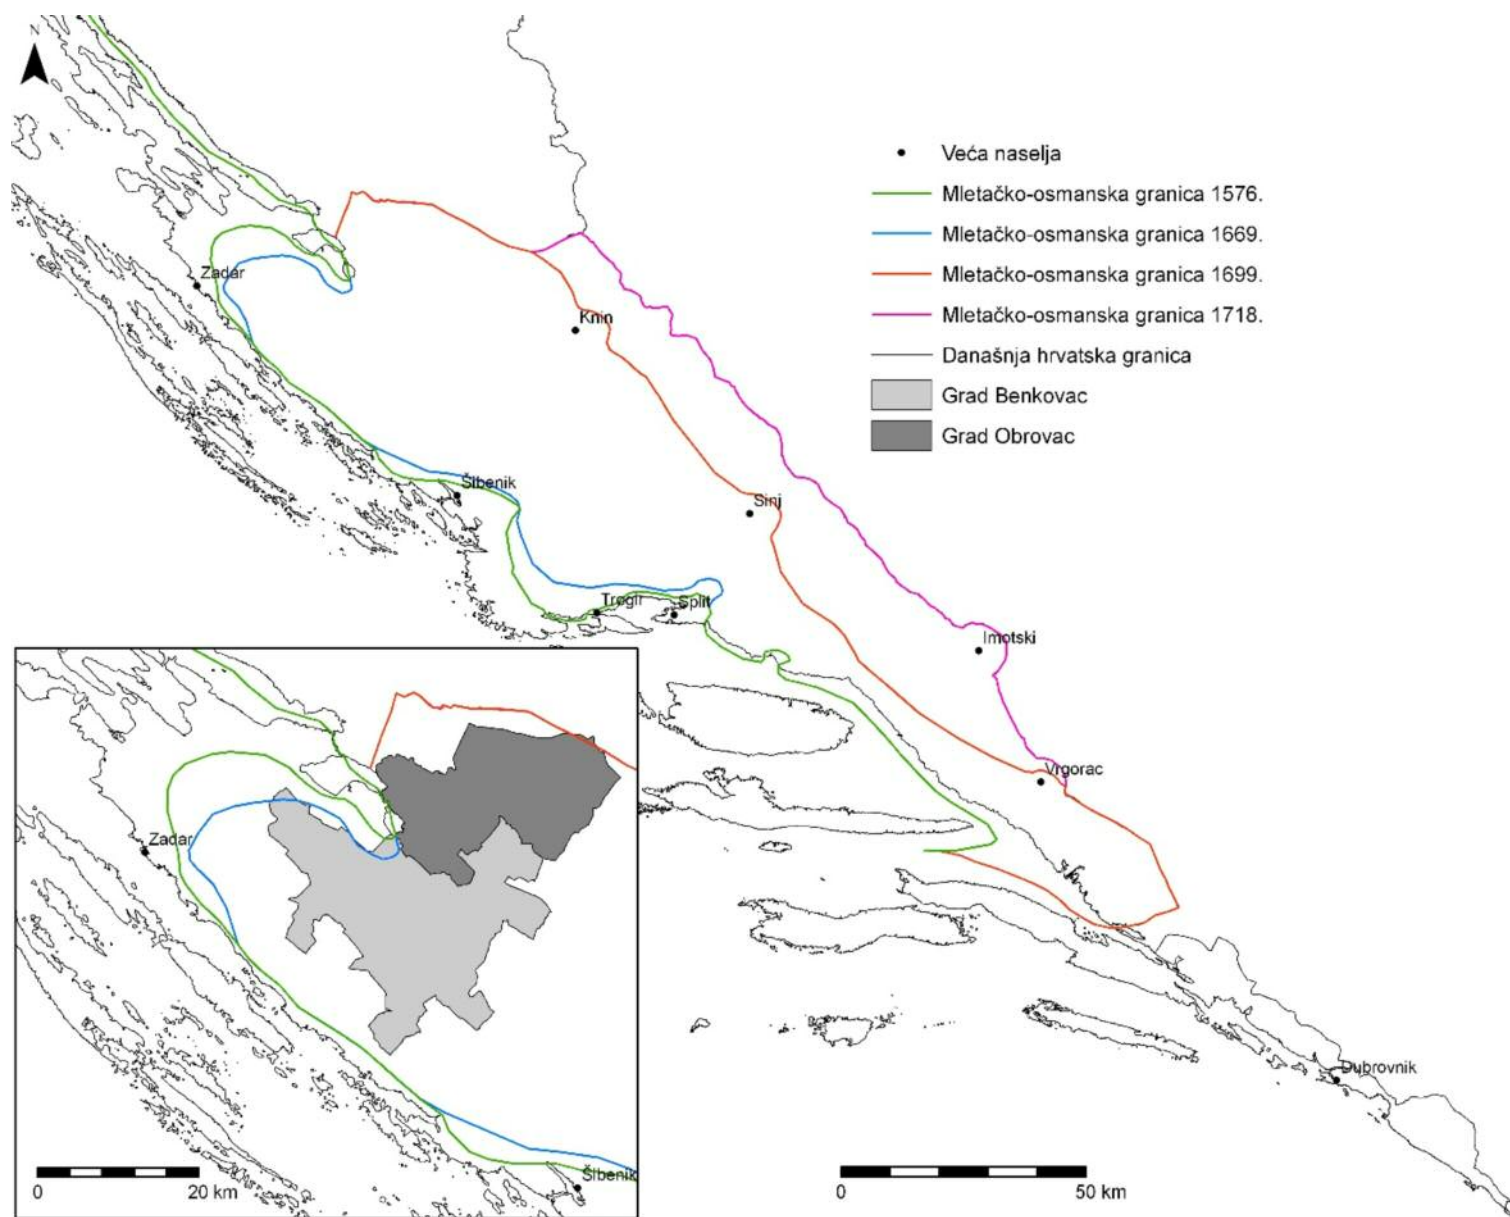 N
Veća naselja
Mletačko-osmanska granica 1576.
Mletačko-osmanska granica 1669.
Mletačko-osmanska granica 1699.
Mletačko-osmanska granica 1718.
Današnja hrvatska granica
Grad Benkovac
Grad Obrovac
Zadar
Knin
Šibenik
Sinj
Trogir
Split
Imotski
Vrgorac
Dubrovnik
Zadar
Šibenik
0 20 km
0 50 km